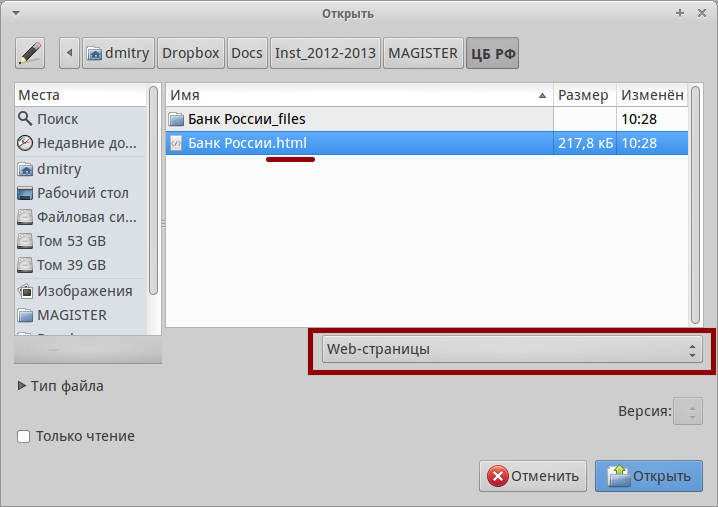 Открыть
dmitry Dropbox Docs Inst_2012-2013 MAGISTER ЦБ РФ
Места
Поиск
Недавние до...
dmitry
Рабочий стол
Файловая си...
Том 53 GB
Том 39 GB
Изображения
MAGISTER
Имя Размер Изменён
Банк России_files 10:28
Банк России.html 217,8 кБ 10:28
Web-страницы
Тип файла
Версия:
Только чтение
Отменить Открыть